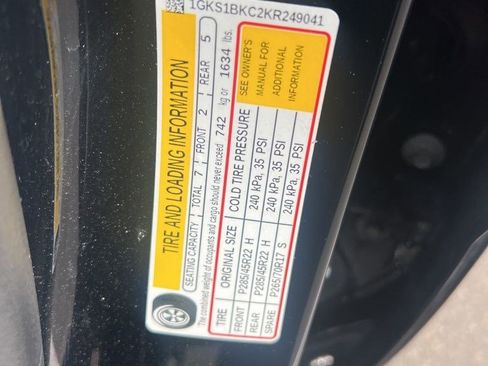 1GKS1BKC2KR249041
TIRE AND LOADING INFORMATION
SEATING CAPACITY TOTAL 7 FRONT 2 REAR 5
The combined weight of occupants and cargo should never exceed 742 kg or 1634 lbs.
TIRE ORIGINAL SIZE COLD TIRE PRESSURE
FRONT P285/45R22 H 240 kPa, 35 PSI
REAR P285/45R22 H 240 kPa, 35 PSI
SPARE P265/70R17 S 240 kPa, 35 PSI
SEE OWNER'S
MANUAL FOR
ADDITIONAL
INFORMATION